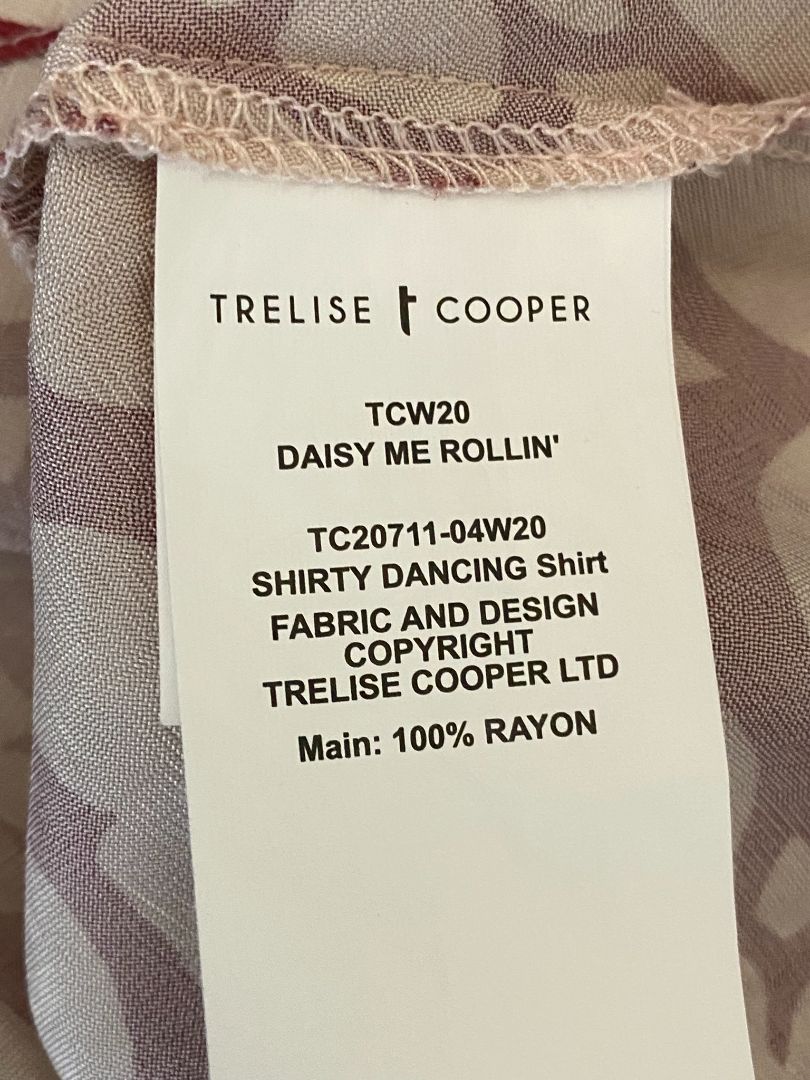 TRELISE t COOPER
TCW20
DAISY ME ROLLIN'
TC20711-04W20
SHIRTY DANCING Shirt
FABRIC AND DESIGN
COPYRIGHT
TRELISE COOPER LTD
Main: 100% RAYON